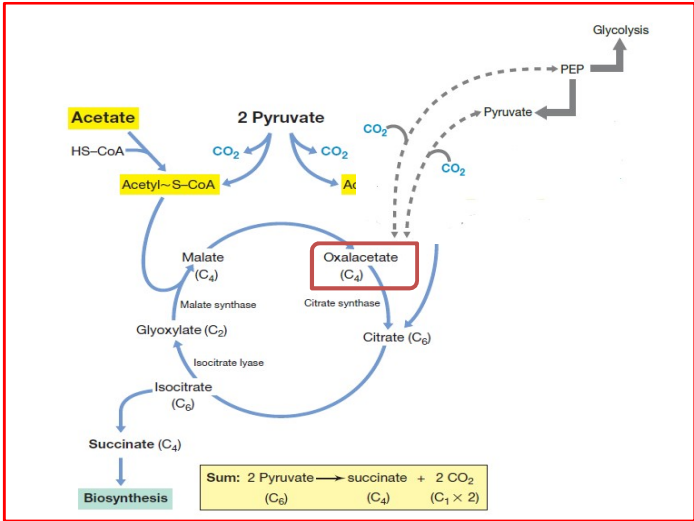 Glycolysis
PEP
Pyruvate
Acetate
2 Pyruvate
CO₂
HS–CoA
CO₂
CO₂
CO₂
Acetyl~S–CoA
Ac
Malate
(C₄)
Oxalacetate
(C₄)
Malate synthase
Citrate synthase
Glyoxylate (C₂)
Citrate (C₆)
Isocitrate lyase
Isocitrate
(C₆)
Succinate (C₄)
Biosynthesis
Sum: 2 Pyruvate → succinate + 2 CO₂
(C₆) (C₄) (C₁ × 2)